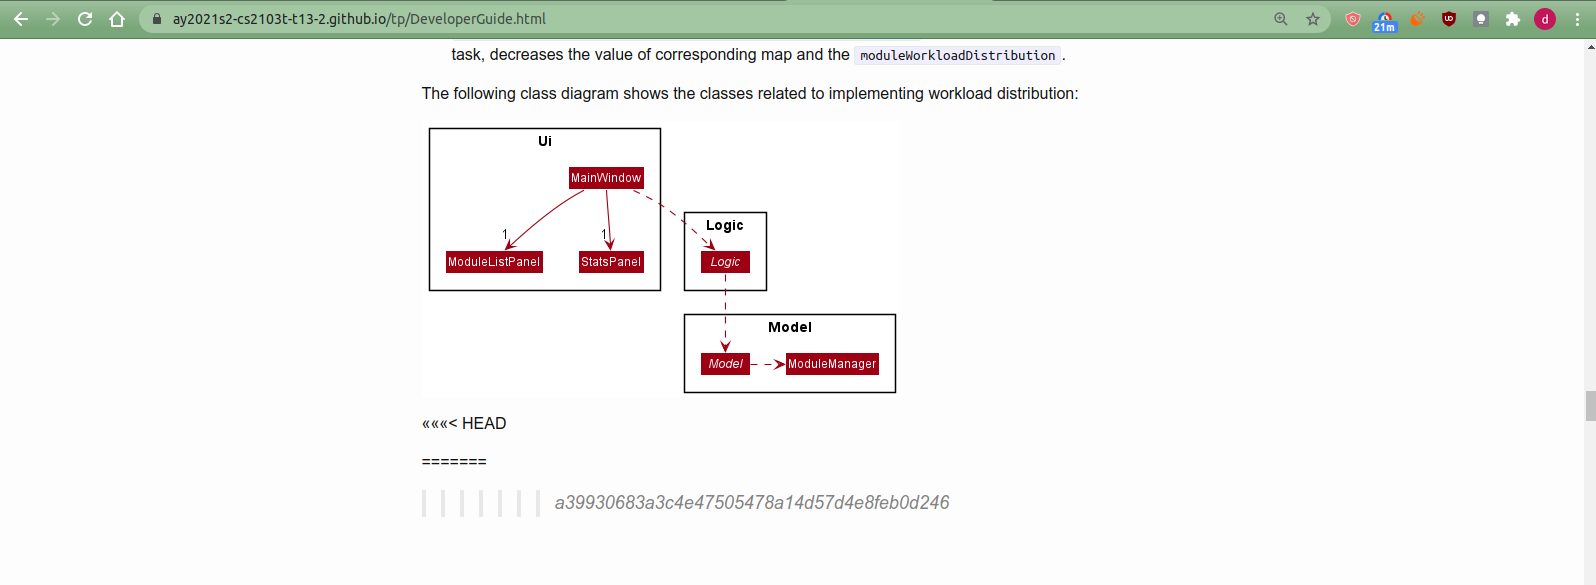 ay2021s2-cs2103t-t13-2.github.io/tp/DeveloperGuide.html
21m
UD
d
task, decreases the value of corresponding map and the moduleWorkloadDistribution.
The following class diagram shows the classes related to implementing workload distribution:
Ui
MainWindow
1
1
ModuleListPanel
StatsPanel
Logic
Logic
Model
Model
ModuleManager
«««< HEAD
=======
a39930683a3c4e47505478a14d57d4e8feb0d246